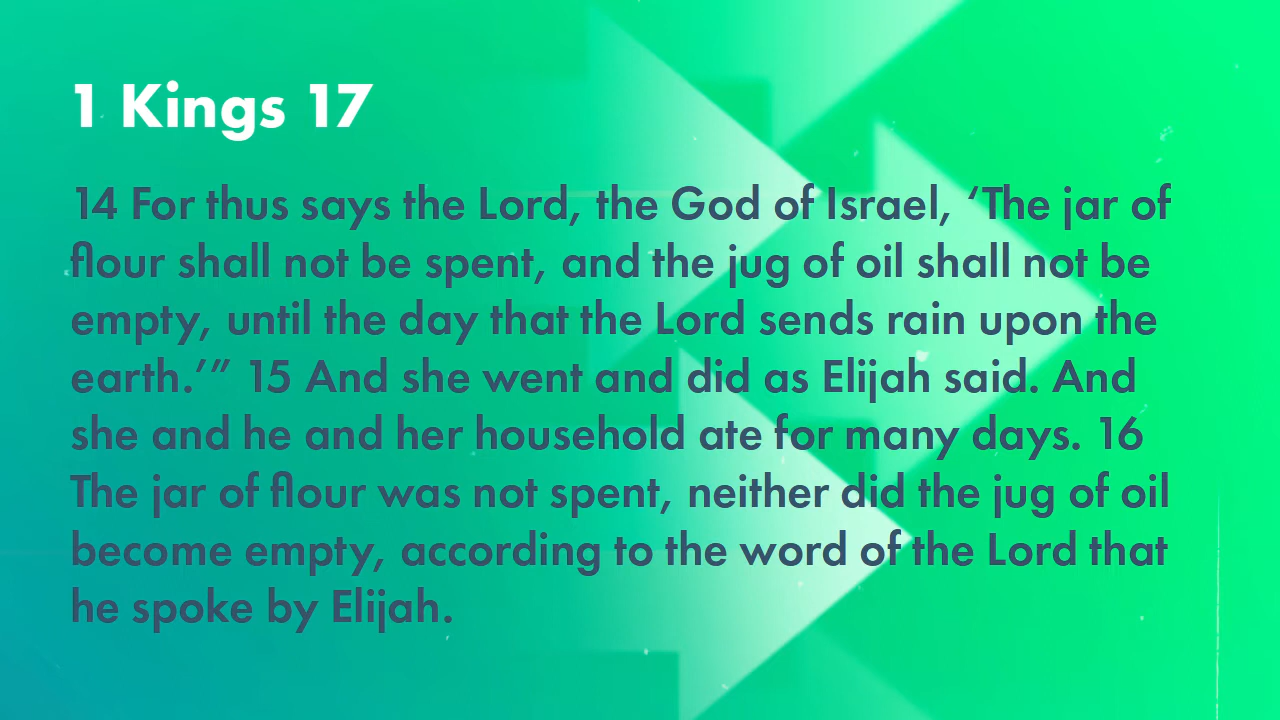 1 Kings 17
14 For thus says the Lord, the God of Israel, ‘The jar of
flour shall not be spent, and the jug of oil shall not be
empty, until the day that the Lord sends rain upon the
earth.’” 15 And she went and did as Elijah said. And
she and he and her household ate for many days. 16
The jar of flour was not spent, neither did the jug of oil
become empty, according to the word of the Lord that
he spoke by Elijah.